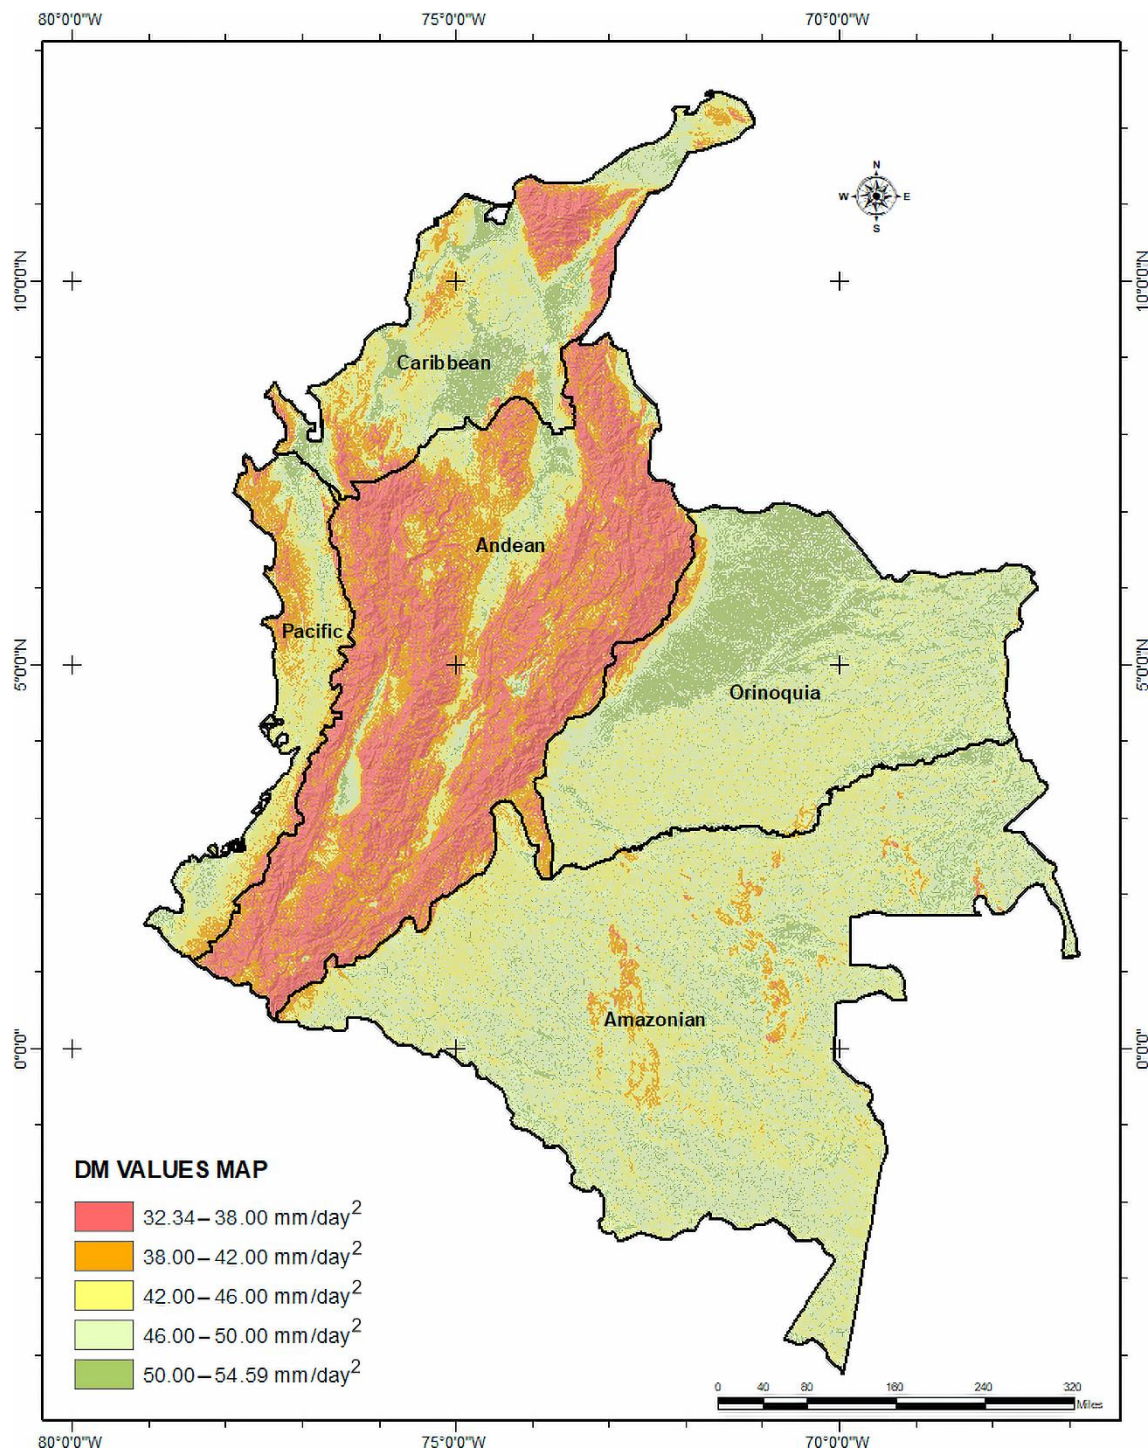 80°0'0"W 75°0'0"W 70°0'0"W
N
W E
S
10°0'0"N 10°0'0"N
Caribbean
Andean
Pacific
5°0'0"N 5°0'0"N
Orinoquia
Amazonian
0°0'0" 0°0'0"
DM VALUES MAP
32.34–38.00 mm/day²
38.00–42.00 mm/day²
42.00–46.00 mm/day²
46.00–50.00 mm/day²
50.00–54.59 mm/day²
0 40 80 160 240 320
Miles
80°0'0"W 75°0'0"W 70°0'0"W